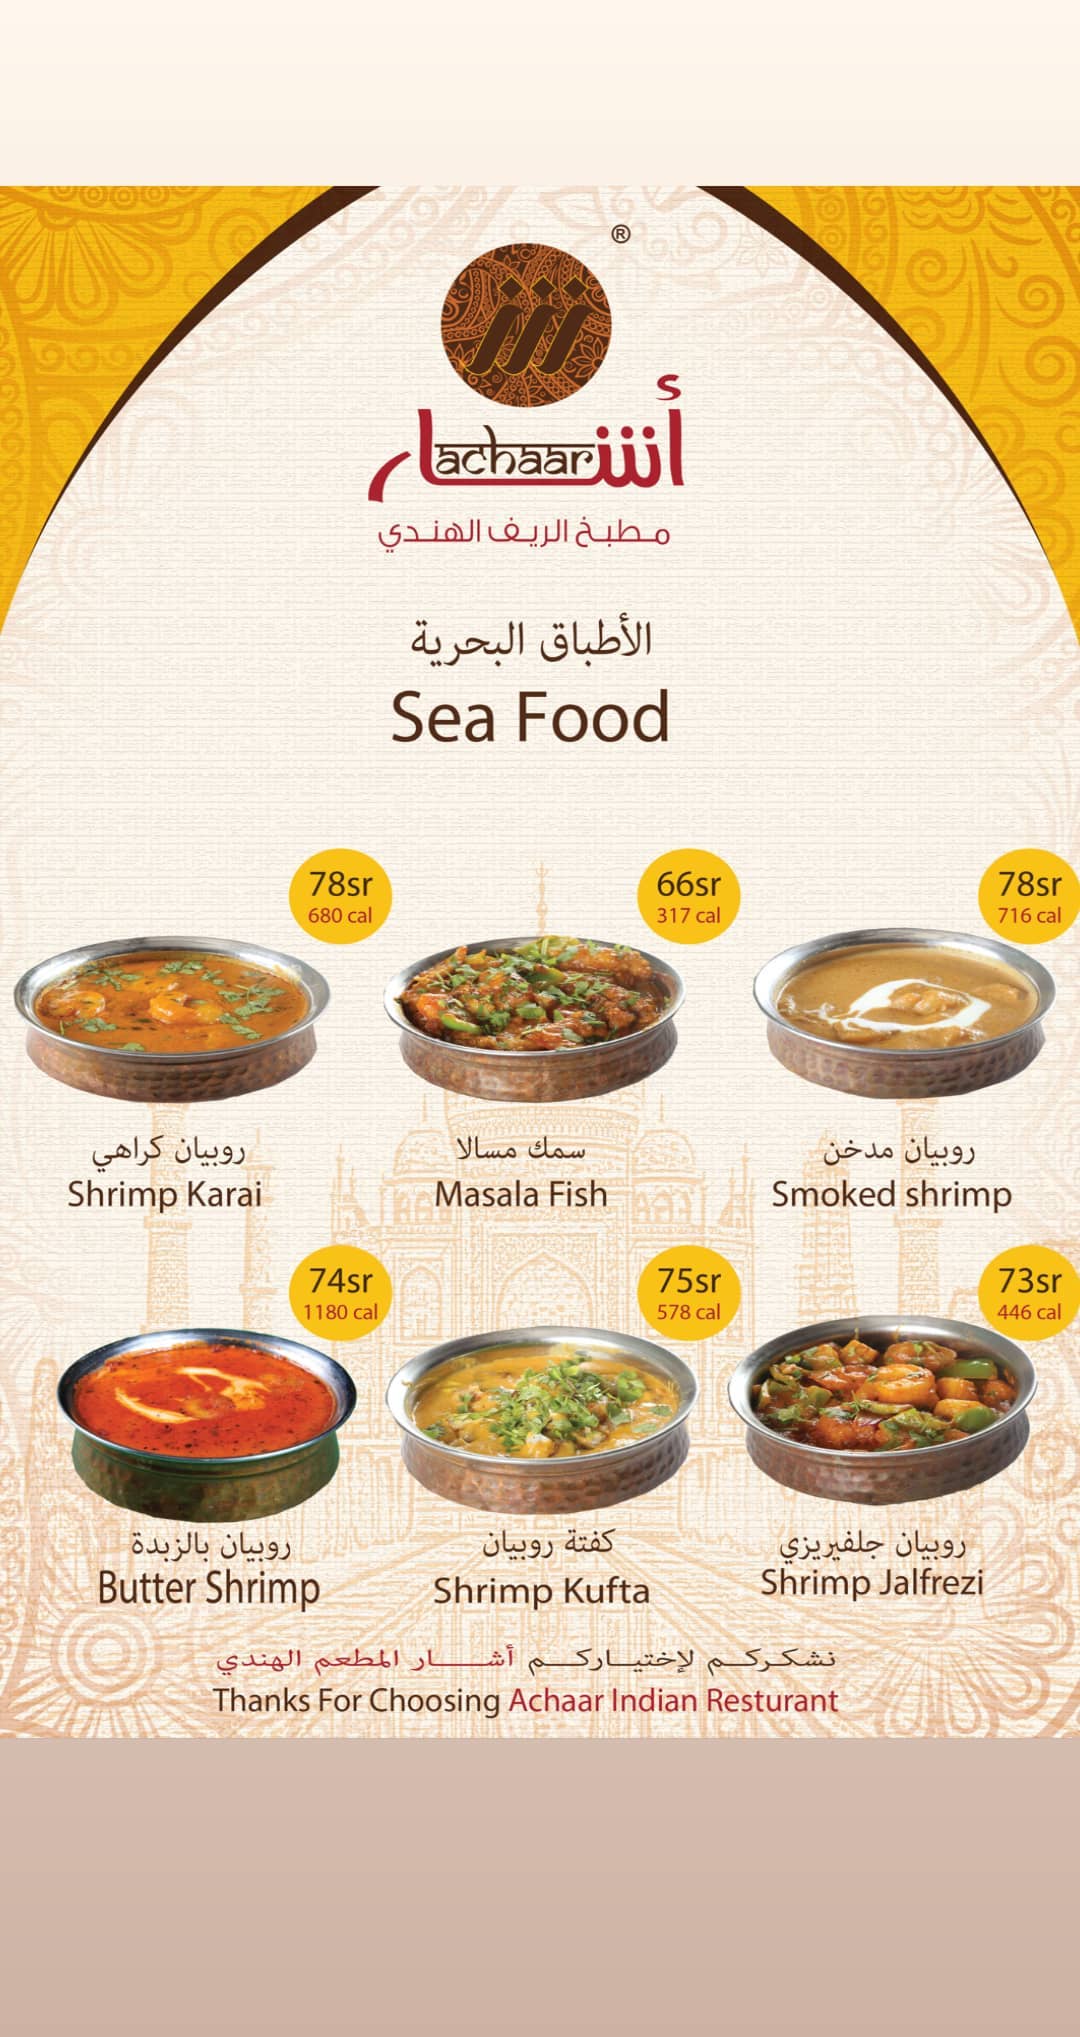 ®
أشار
achaar
مطبخ الريف الهندي
الأطباق البحرية
Sea Food
78sr
680 cal
روبيان كراهي
Shrimp Karai
66sr
317 cal
سمك مسالا
Masala Fish
78sr
716 cal
روبيان مدخن
Smoked shrimp
74sr
1180 cal
روبيان بالزبدة
Butter Shrimp
75sr
578 cal
كفتة روبيان
Shrimp Kufta
73sr
446 cal
روبيان جلفيريزي
Shrimp Jalfrezi
نشكركم لإختياركم أشار المطعم الهندي
Thanks For Choosing Achaar Indian Resturant